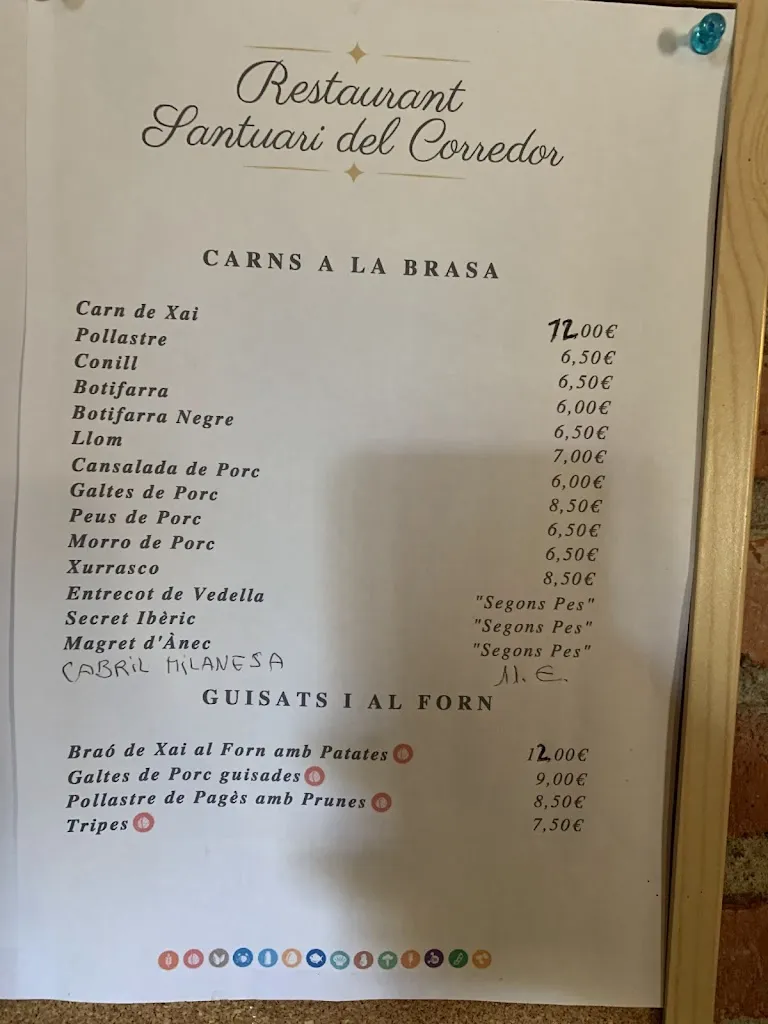 Restaurant
Santuari del Corredor
CARNS A LA BRASA
Carn de Xai 12,00€
Pollastre 6,50€
Conill 6,50€
Botifarra 6,00€
Botifarra Negre 6,50€
Llom 7,00€
Cansalada de Porc 6,00€
Galtes de Porc 8,50€
Peus de Porc 6,50€
Morro de Porc 6,50€
Xurrasco 8,50€
Entrecot de Vedella "Segons Pes"
Secret Ibèric "Segons Pes"
Magret d'Ànec "Segons Pes"
CABRIL MILANESA 11. €.
GUISATS I AL FORN
Braó de Xai al Forn amb Patates 12,00€
Galtes de Porc guisades 9,00€
Pollastre de Pagès amb Prunes 8,50€
Tripes 7,50€